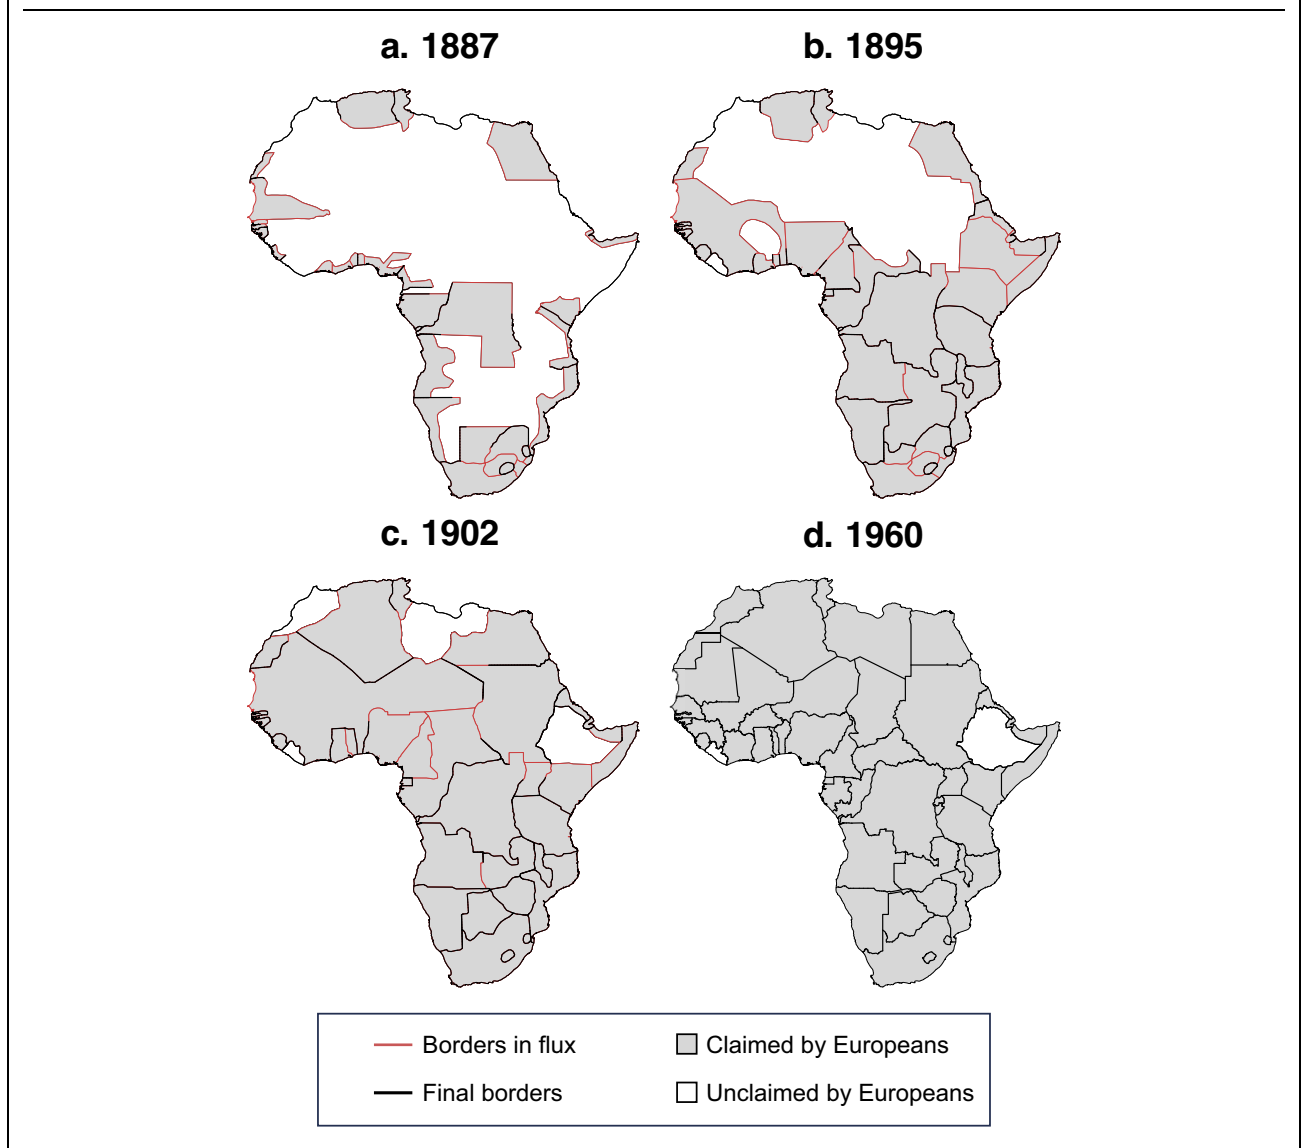 a. 1887
b. 1895
c. 1902
d. 1960
Borders in flux
Claimed by Europeans
Final borders
Unclaimed by Europeans